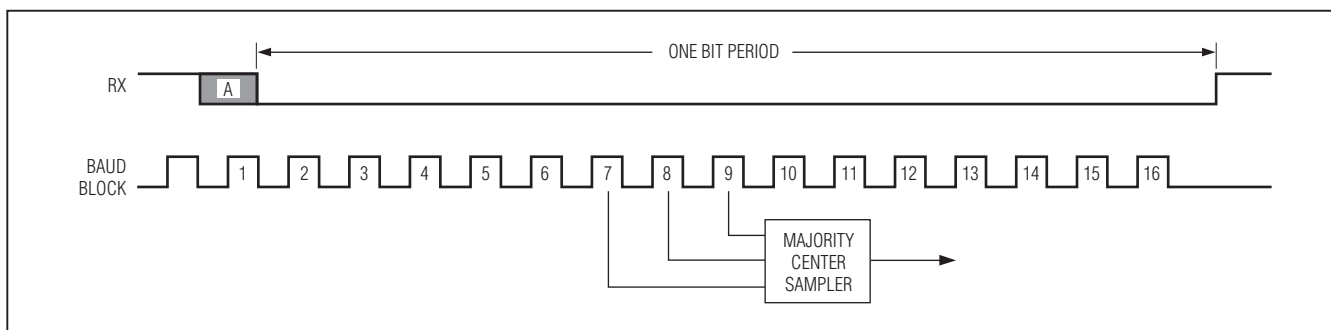 ONE BIT PERIOD
RX
A
BAUD
BLOCK
1 2 3 4 5 6 7 8 9 10 11 12 13 14 15 16
MAJORITY
CENTER
SAMPLER